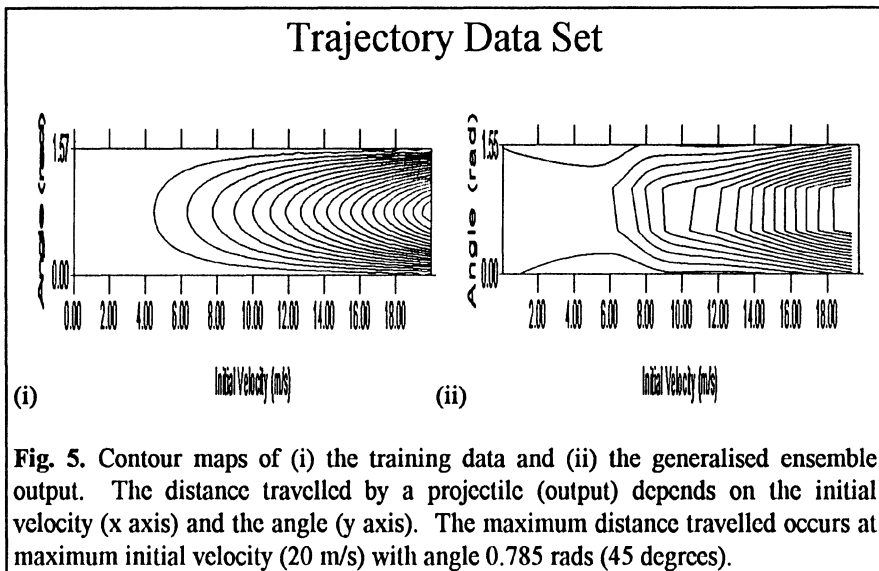 Trajectory Data Set
Angle (rad)
1.57
0.00
0.00 2.00 4.00 6.00 8.00 10.00 12.00 14.00 16.00 18.00
Initial Velocity (m/s)
(i)
Angle (rad)
1.55
0.00
2.00 4.00 6.00 8.00 10.00 12.00 14.00 16.00 18.00
Initial Velocity (m/s)
(ii)
Fig. 5. Contour maps of (i) the training data and (ii) the generalised ensemble
output. The distance travelled by a projectile (output) depends on the initial
velocity (x axis) and the angle (y axis). The maximum distance travelled occurs at
maximum initial velocity (20 m/s) with angle 0.785 rads (45 degrees).